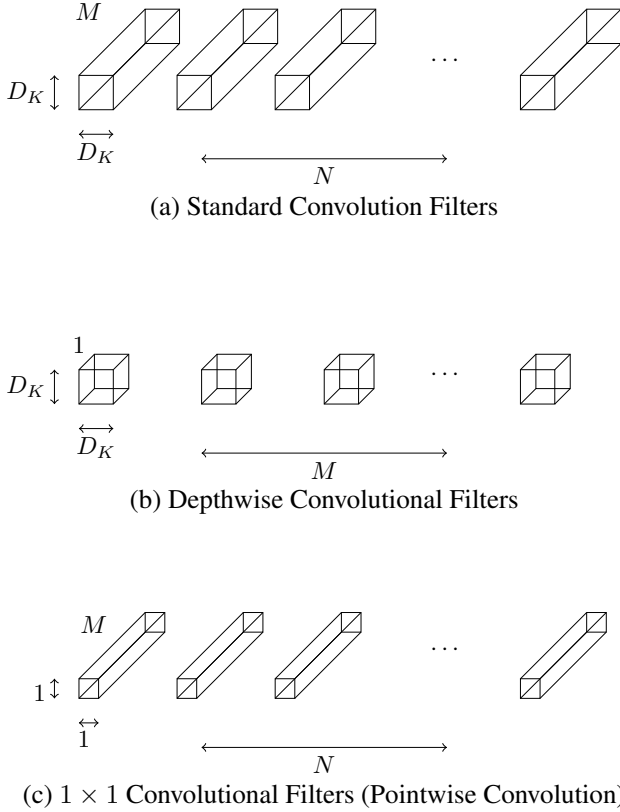 M
D_K
D_K
...
N
(a) Standard Convolution Filters
1
D_K
D_K
...
M
(b) Depthwise Convolutional Filters
M
1
1
...
N
(c) 1 × 1 Convolutional Filters (Pointwise Convolution)